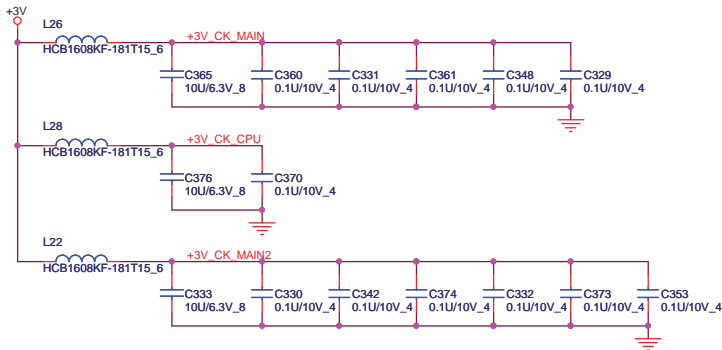 +3V
L26
+3V_CK_MAIN
HCB1608KF-181T15_6
C365
10U/6.3V_8
C360
0.1U/10V_4
C331
0.1U/10V_4
C361
0.1U/10V_4
C348
0.1U/10V_4
C329
0.1U/10V_4
L28
+3V_CK_CPU
HCB1608KF-181T15_6
C376
10U/6.3V_8
C370
0.1U/10V_4
L22
+3V_CK_MAIN2
HCB1608KF-181T15_6
C333
10U/6.3V_8
C330
0.1U/10V_4
C342
0.1U/10V_4
C374
0.1U/10V_4
C332
0.1U/10V_4
C373
0.1U/10V_4
C353
0.1U/10V_4